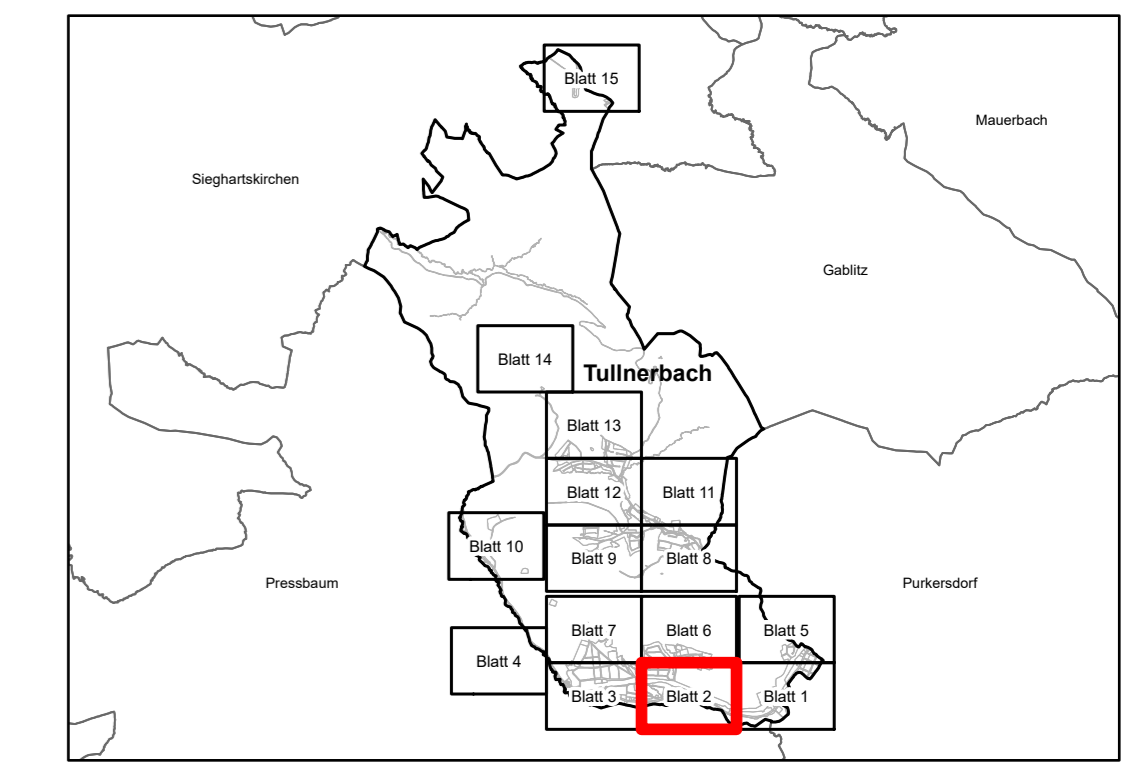 Blatt 15
Mauerbach
Sieghartskirchen
Gablitz
Blatt 14
Tullnerbach
Blatt 13
Blatt 12
Blatt 11
Blatt 10
Blatt 9
Blatt 8
Pressbaum
Purkersdorf
Blatt 7
Blatt 6
Blatt 5
Blatt 4
Blatt 3
Blatt 2
Blatt 1